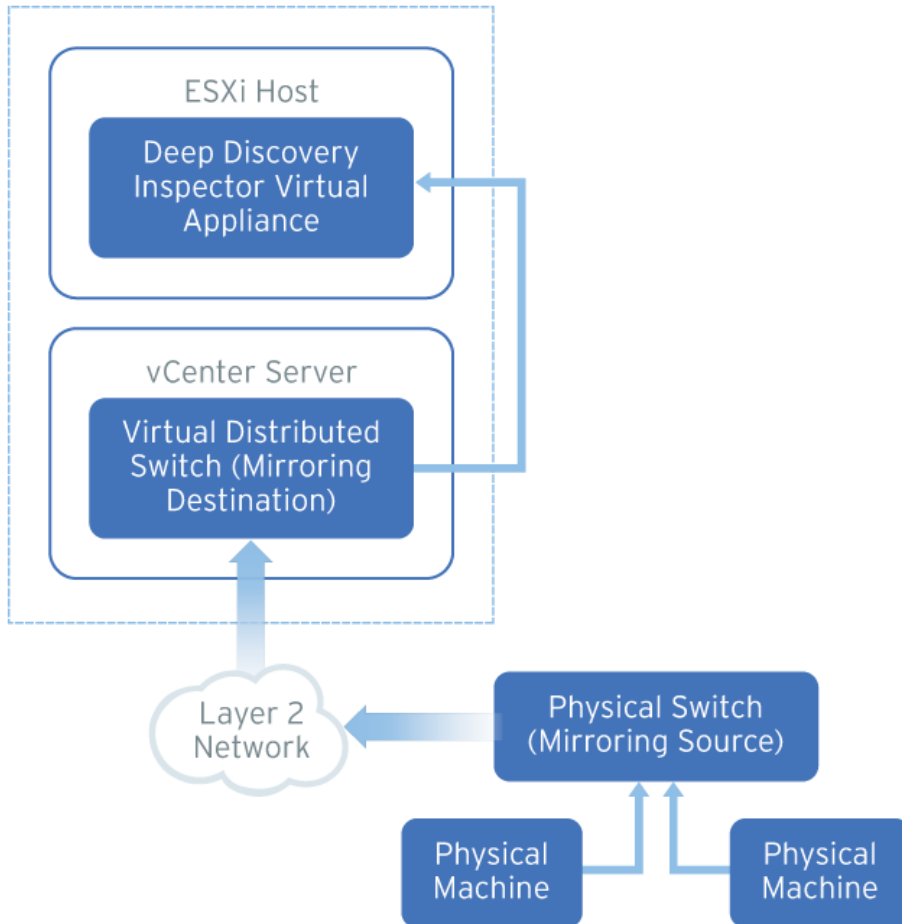 ESXi Host
Deep Discovery
Inspector Virtual
Appliance
vCenter Server
Virtual Distributed
Switch (Mirroring
Destination)
Layer 2
Network
Physical Switch
(Mirroring Source)
Physical
Machine
Physical
Machine